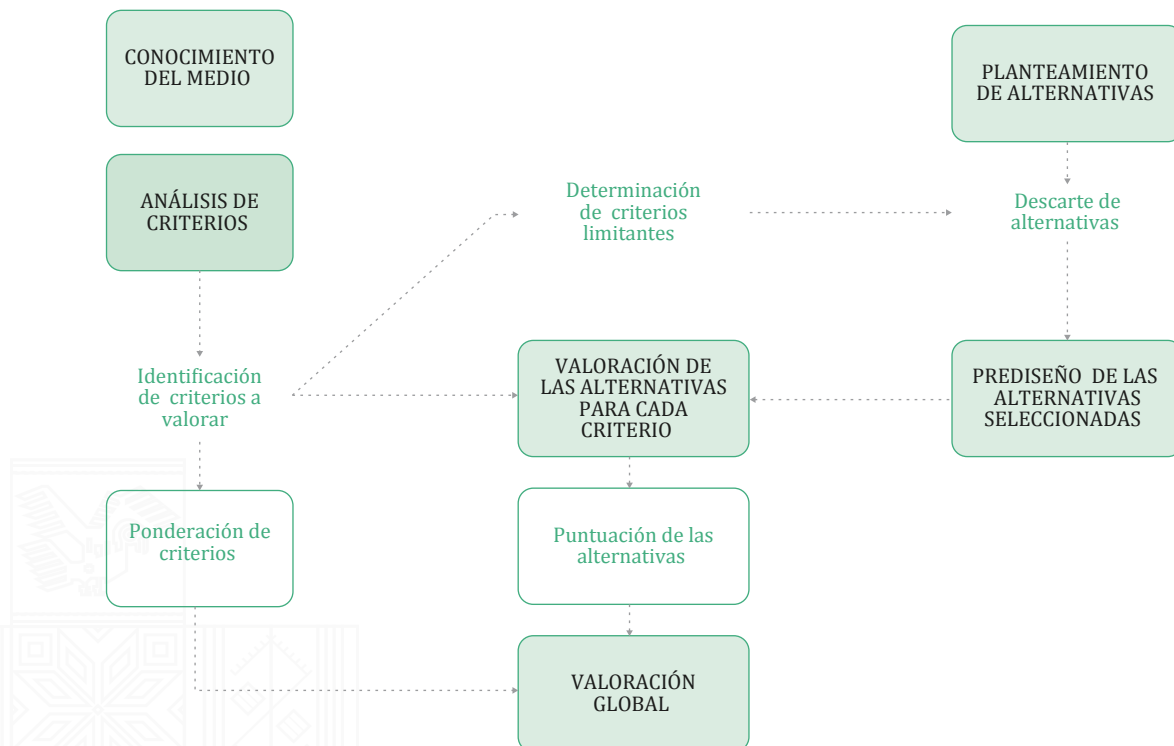 CONOCIMIENTO
DEL MEDIO
PLANTEAMIENTO
DE ALTERNATIVAS
ANÁLISIS DE
CRITERIOS
Determinación
de criterios
limitantes
Descarte de
alternativas
Identificación
de criterios a
valorar
VALORACIÓN DE
LAS ALTERNATIVAS
PARA CADA
CRITERIO
PREDISEÑO DE LAS
ALTERNATIVAS
SELECCIONADAS
Ponderación de
criterios
Puntuación de las
alternativas
VALORACIÓN
GLOBAL